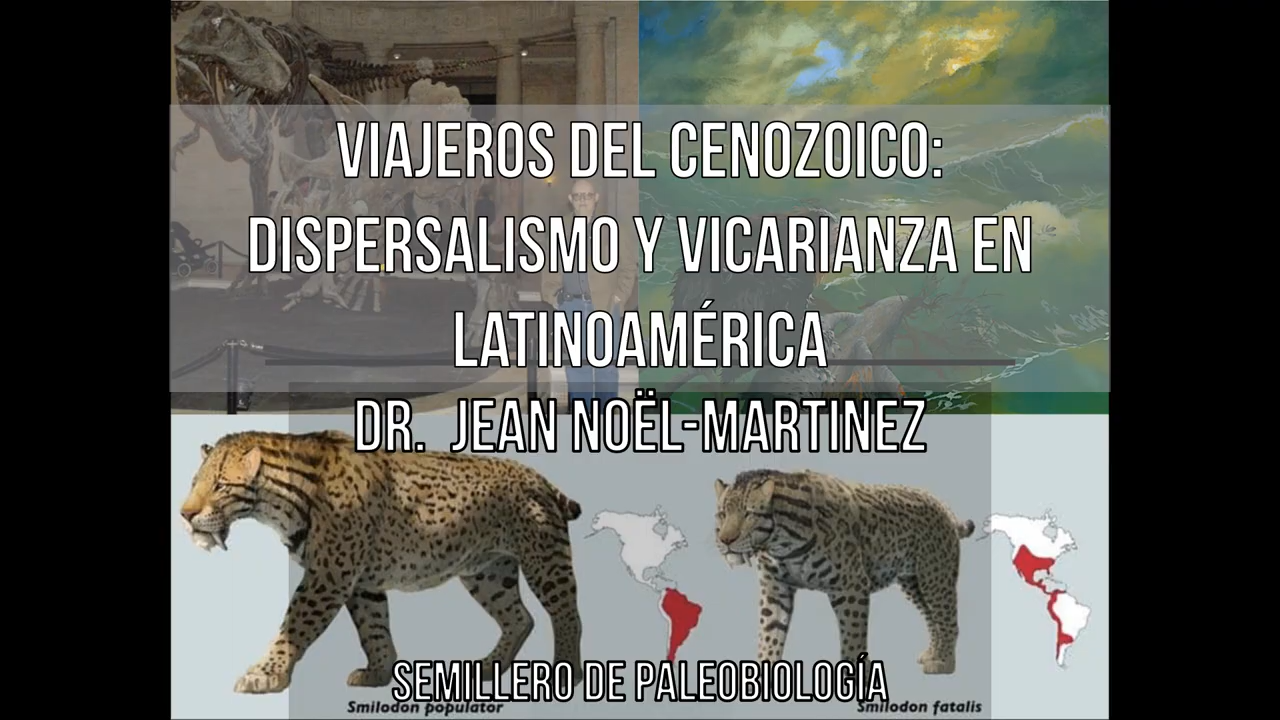 VIAJEROS DEL CENOZOICO:
DISPERSALISMO Y VICARIANZA EN
LATINOAMÉRICA
DR. JEAN NOËL-MARTINEZ
SEMILLERO DE PALEOBIOLOGÍA
Smilodon populator
Smilodon fatalis